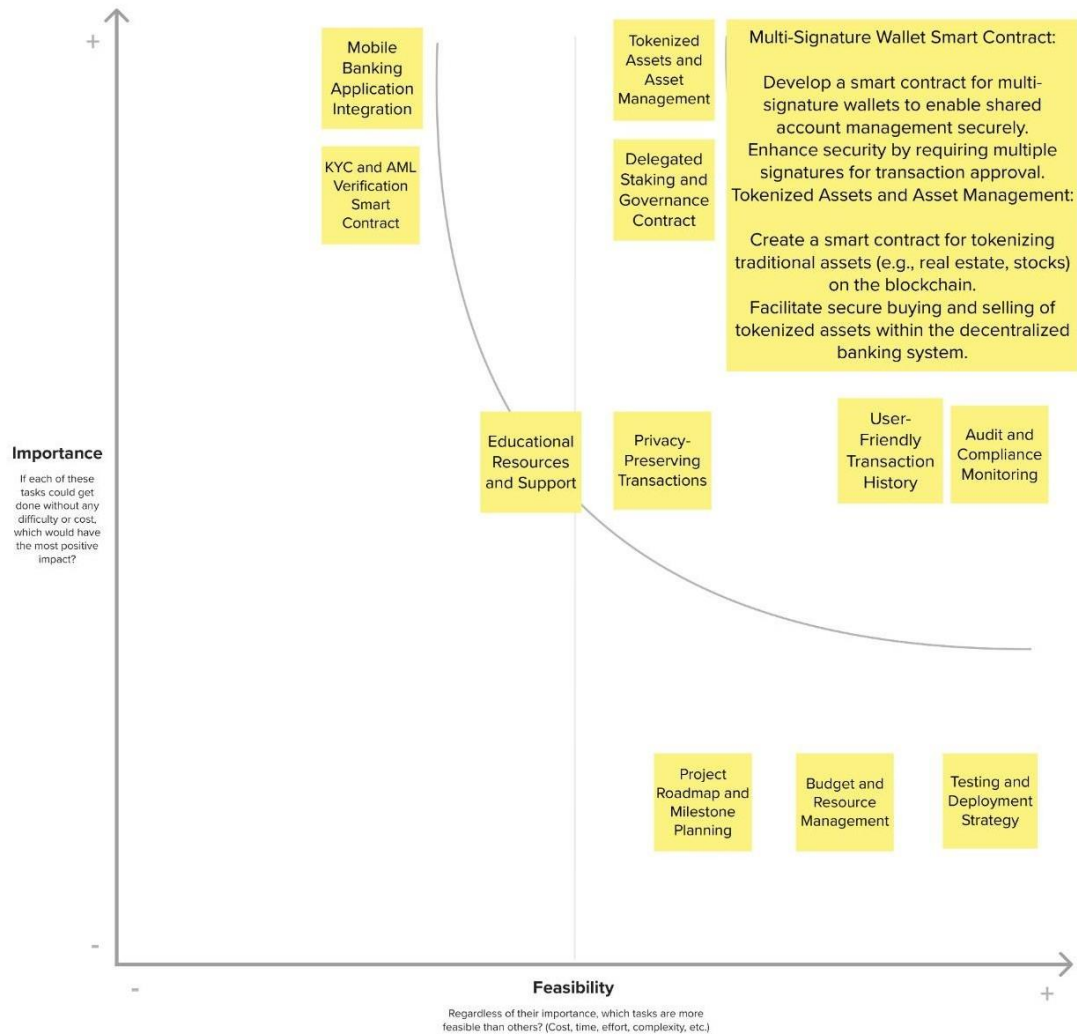 +
Mobile
Banking
Application
Integration
Tokenized
Assets and
Asset
Management
Multi-Signature Wallet Smart Contract:
Develop a smart contract for multi-
signature wallets to enable shared
account management securely.
Enhance security by requiring multiple
signatures for transaction approval.
Tokenized Assets and Asset Management:
Create a smart contract for tokenizing
traditional assets (e.g., real estate, stocks)
on the blockchain.
Facilitate secure buying and selling of
tokenized assets within the decentralized
banking system.
KYC and AML
Verification
Smart
Contract
Delegated
Staking and
Governance
Contract
Importance
If each of these
tasks could get
done without any
difficulty or cost,
which would have
the most positive
impact?
Educational
Resources
and Support
Privacy-
Preserving
Transactions
User-
Friendly
Transaction
History
Audit and
Compliance
Monitoring
Project
Roadmap and
Milestone
Planning
Budget and
Resource
Management
Testing and
Deployment
Strategy
-
-
Feasibility
+
Regardless of their importance, which tasks are more
feasible than others? (Cost, time, effort, complexity, etc.)